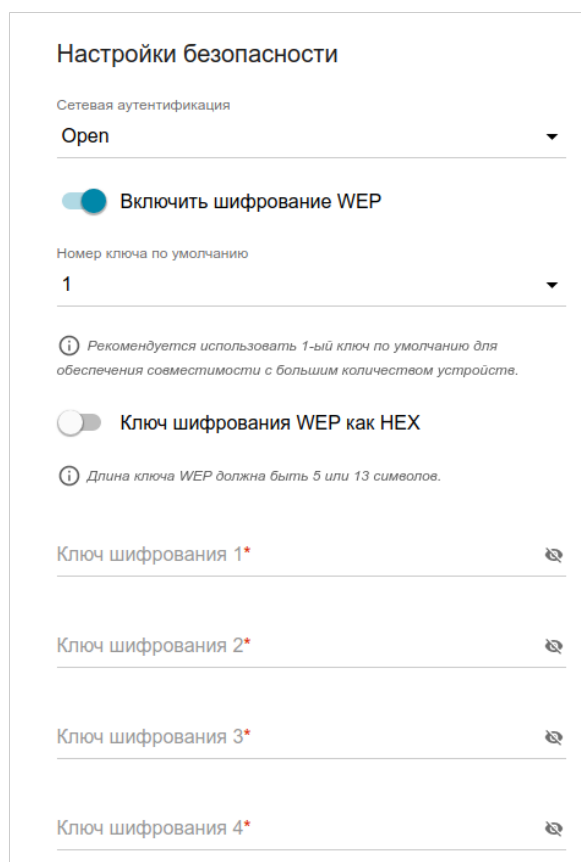 Настройки безопасности
Сетевая аутентификация
Open
Включить шифрование WEP
Номер ключа по умолчанию
1
Рекомендуется использовать 1-ый ключ по умолчанию для
обеспечения совместимости с большим количеством устройств.
Ключ шифрования WEP как HEX
Длина ключа WEP должна быть 5 или 13 символов.
Ключ шифрования 1*
Ключ шифрования 2*
Ключ шифрования 3*
Ключ шифрования 4*